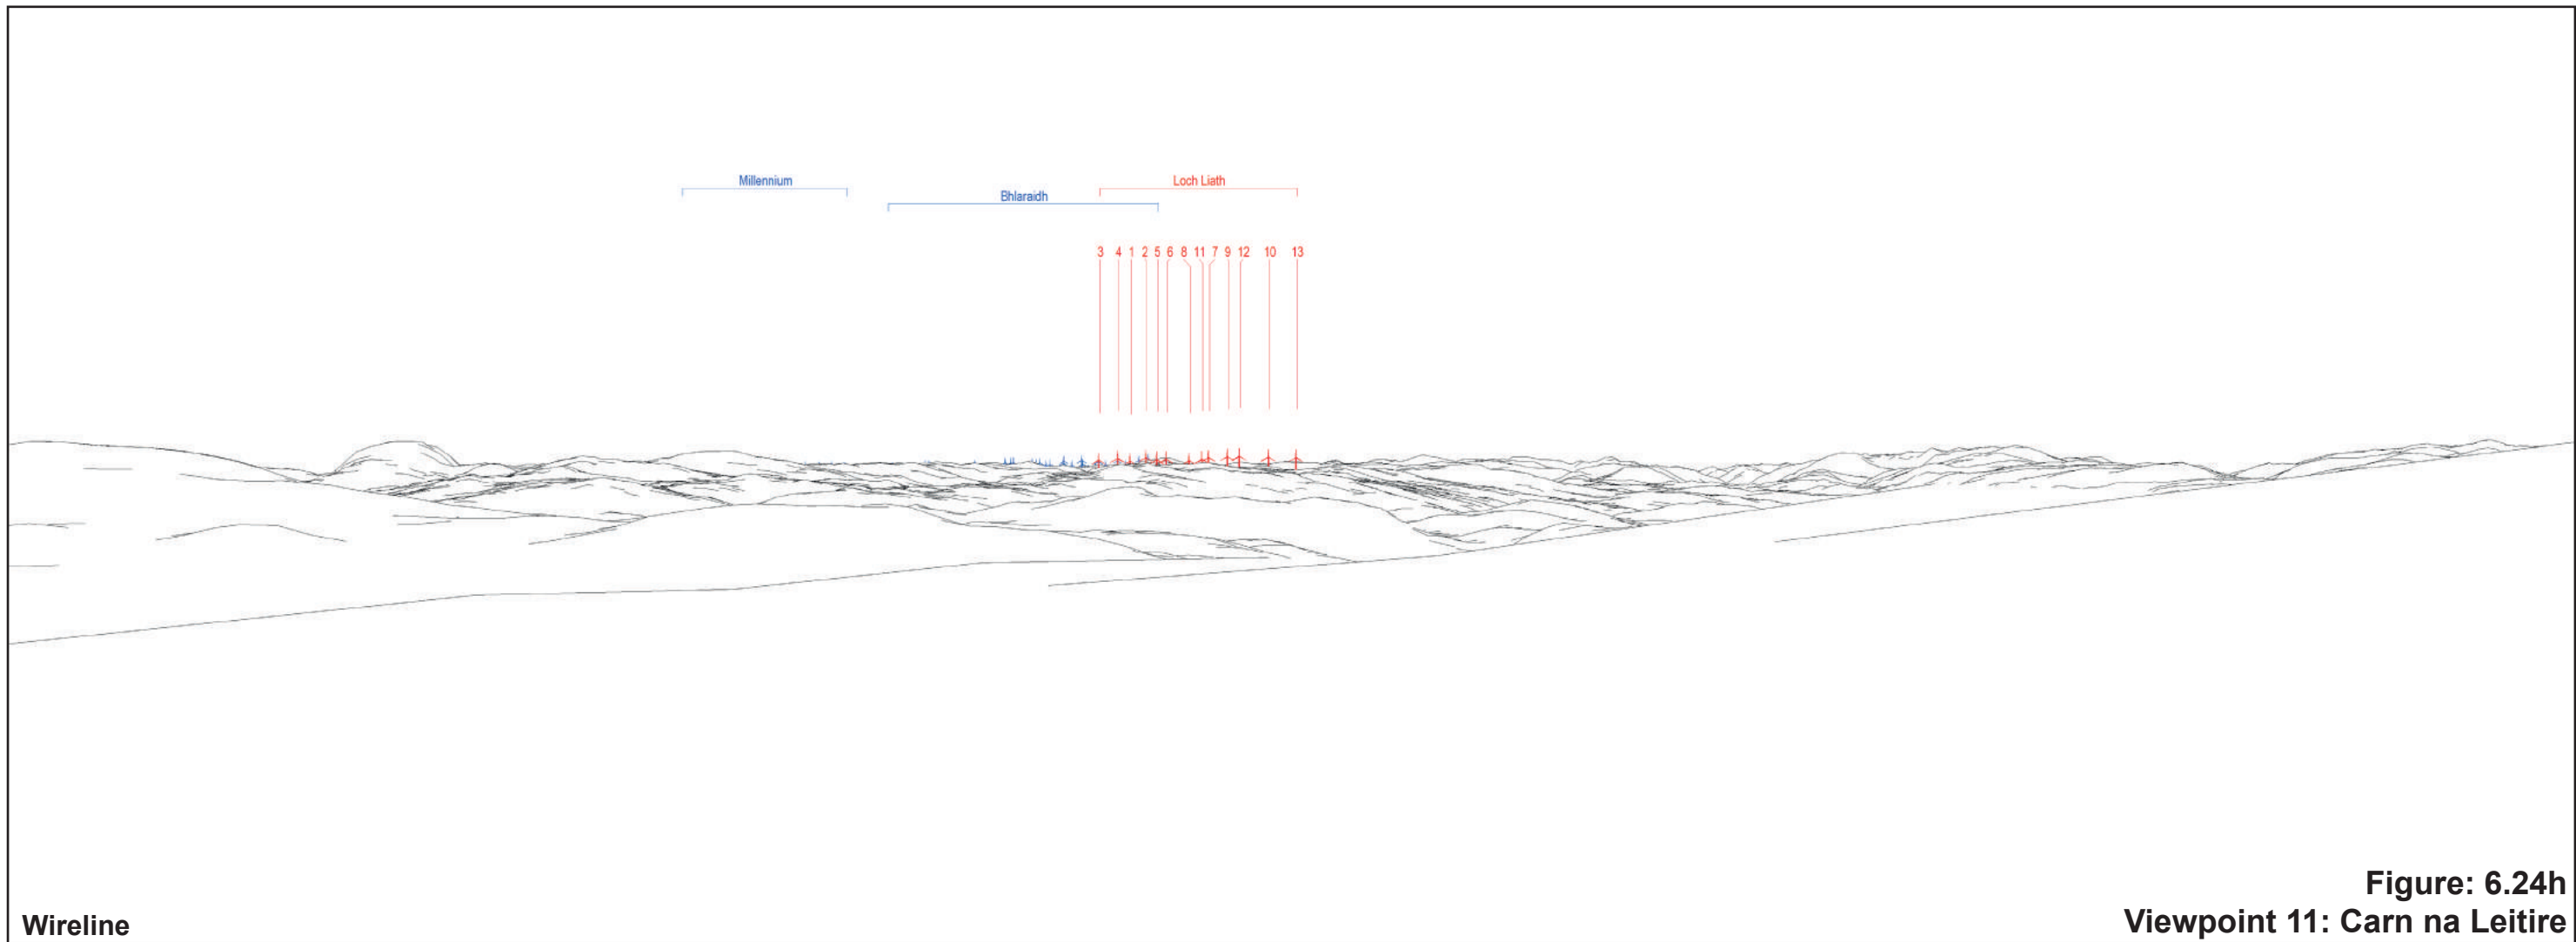 Millennium
Loch Liath
Bhlaraidh
3 4 1 2 5 6 8 11 7 9 12 10 13
Figure: 6.24h
Wireline
Viewpoint 11: Carn na Leitire